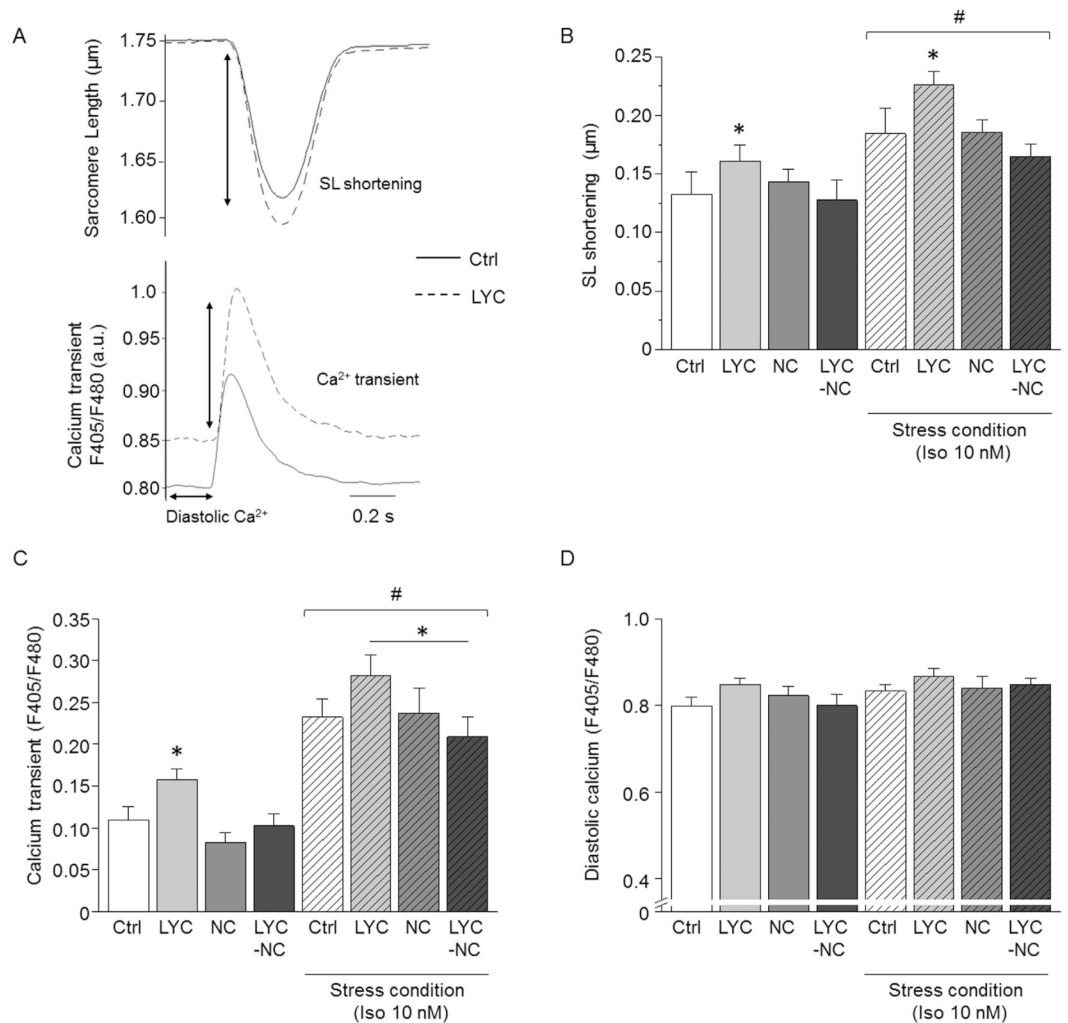 A
Sarcomere Length (µm)
1.75
1.70
1.65
1.60
SL shortening
Ctrl
LYC
Calcium transient
F405/F480 (a.u.)
1.0
0.95
0.90
0.85
0.80
Ca²⁺ transient
Diastolic Ca²⁺
0.2 s
B
SL shortening (µm)
0.20
0.15
0.10
0.05
0
*
#
*
Ctrl LYC NC LYC Ctrl LYC NC LYC
-NC -NC
Stress condition
(Iso 10 nM)
C
Calcium transient (F405/F480)
0.35
0.30
0.25
0.20
0.15
0.10
0.05
0
*
#
*
Ctrl LYC NC LYC Ctrl LYC NC LYC
-NC -NC
Stress condition
(Iso 10 nM)
D
Diastolic calcium (F405/F480)
1.0
0.8
0.6
0.4
0
Ctrl LYC NC LYC Ctrl LYC NC LYC
-NC -NC
Stress condition
(Iso 10 nM)